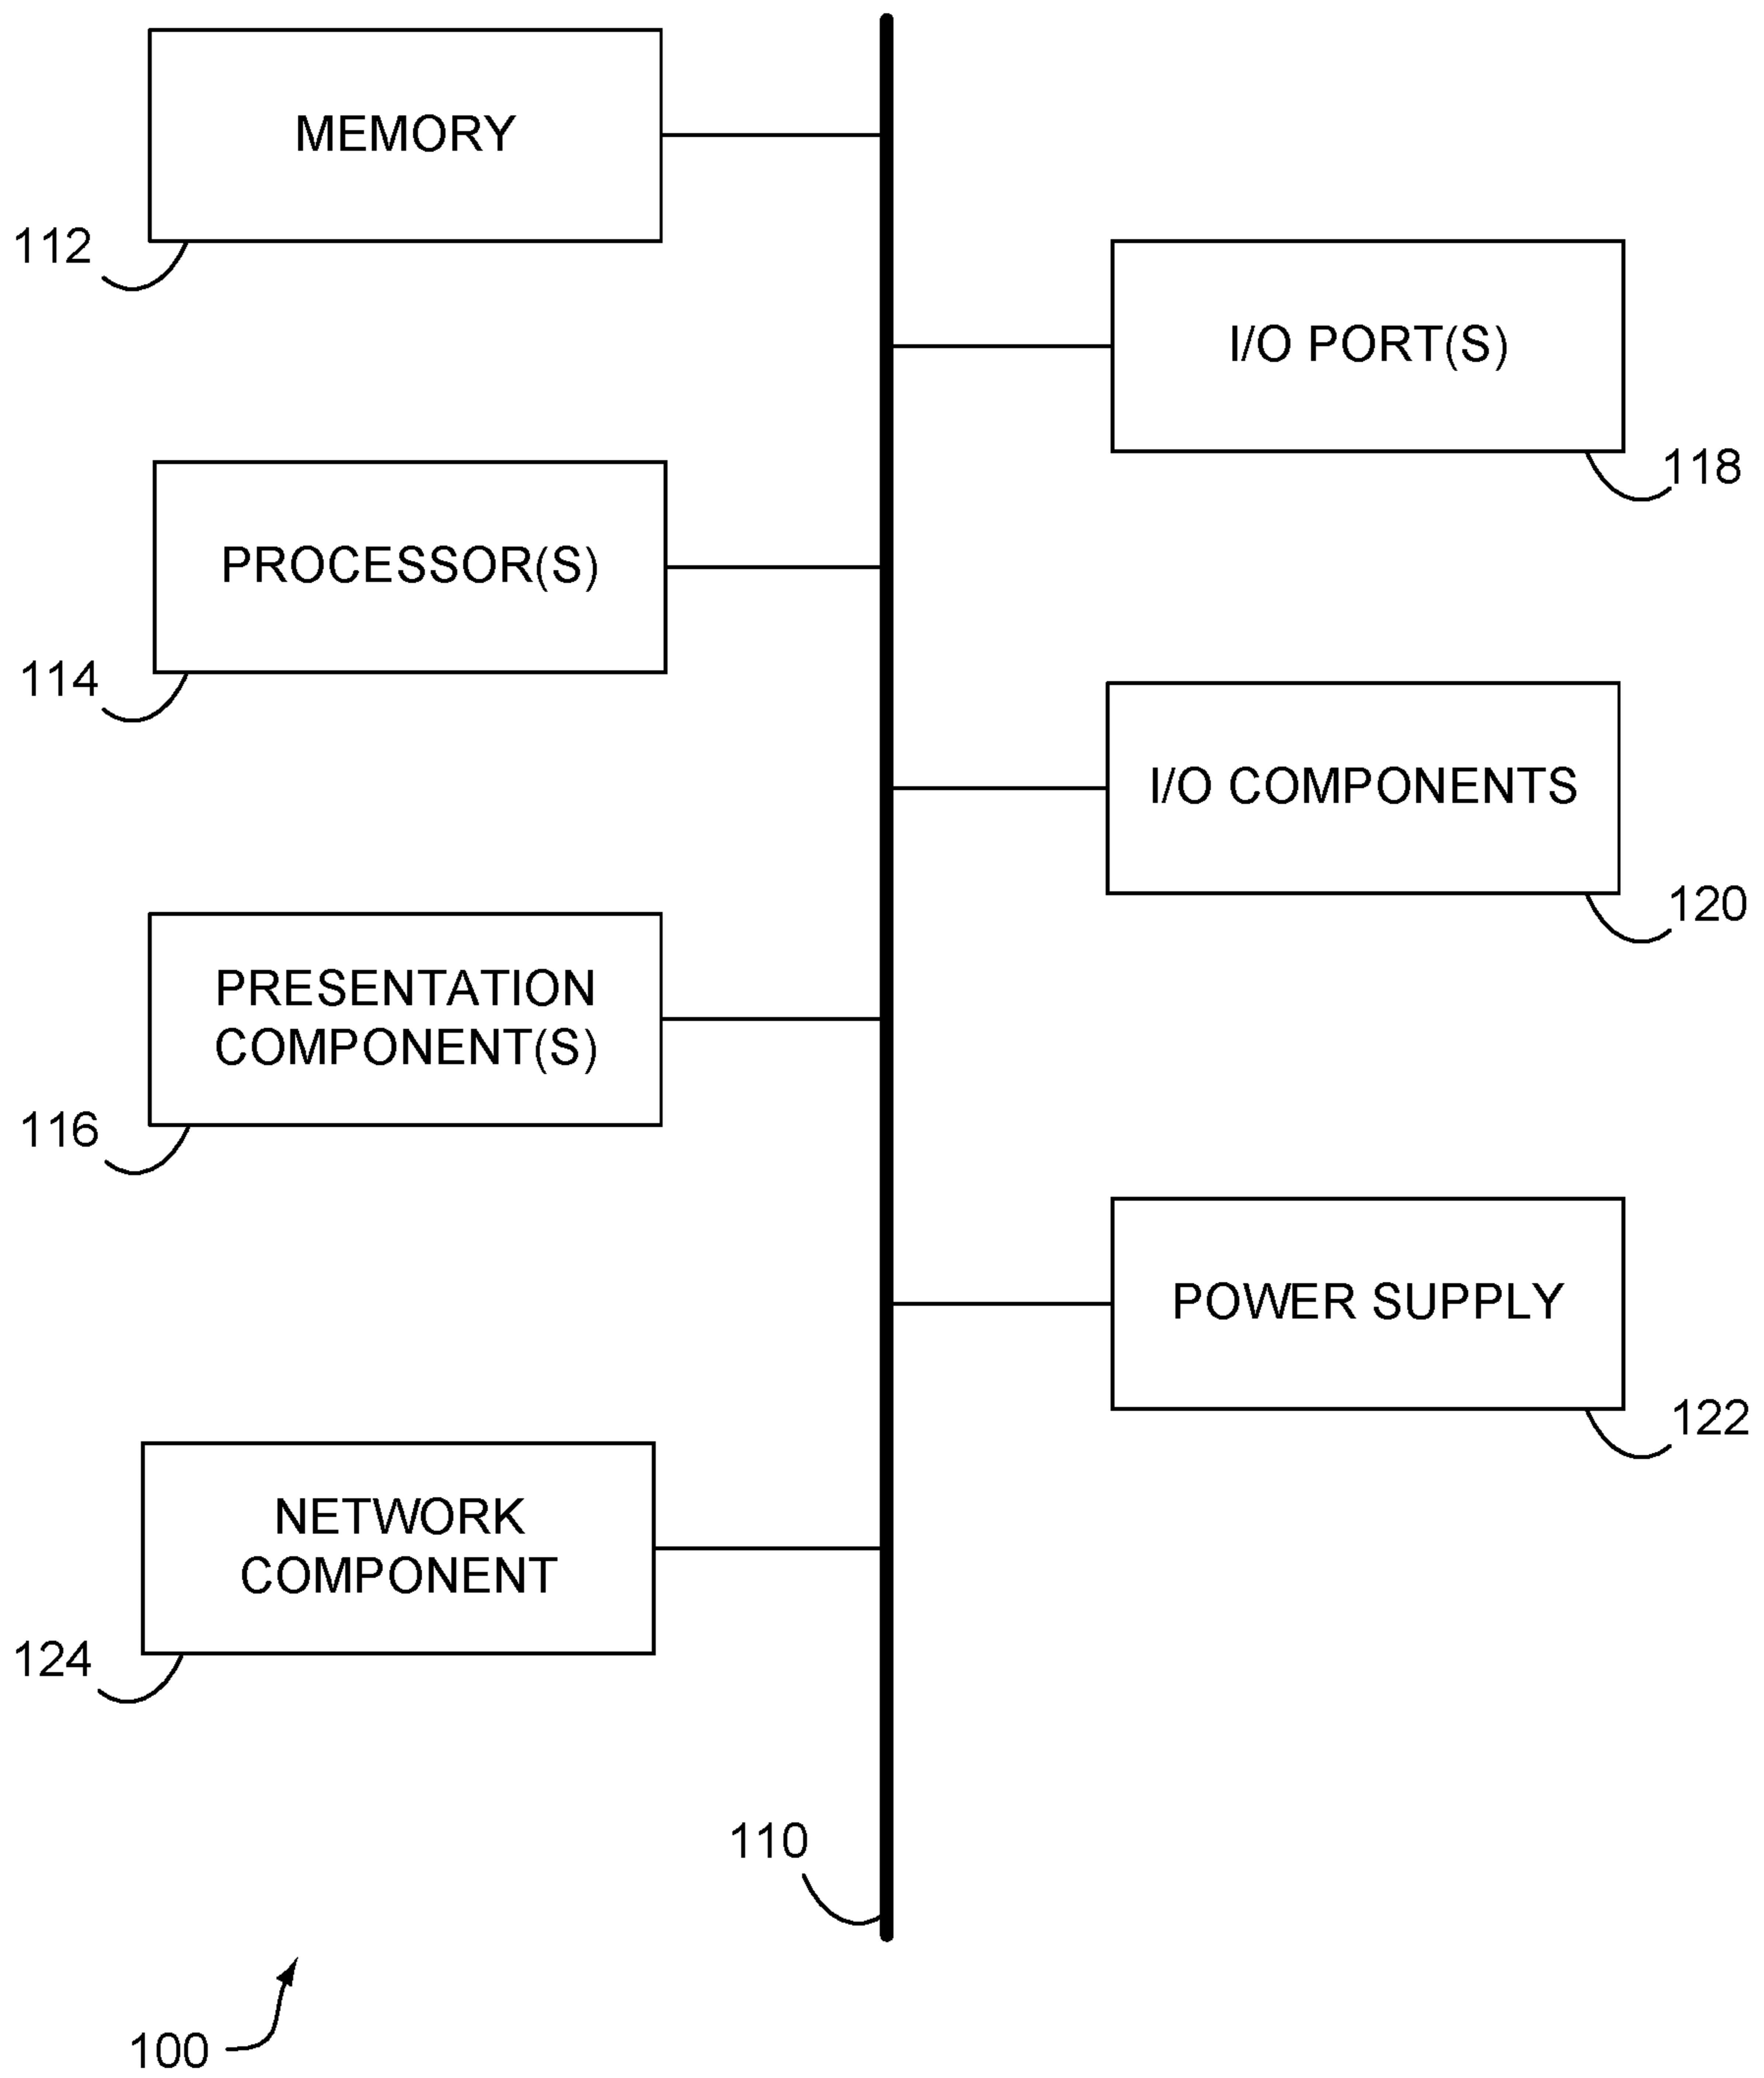 MEMORY
112
I/O PORT(S)
118
PROCESSOR(S)
114
I/O COMPONENTS
120
PRESENTATION
COMPONENT(S)
116
POWER SUPPLY
122
NETWORK
COMPONENT
124
110
100